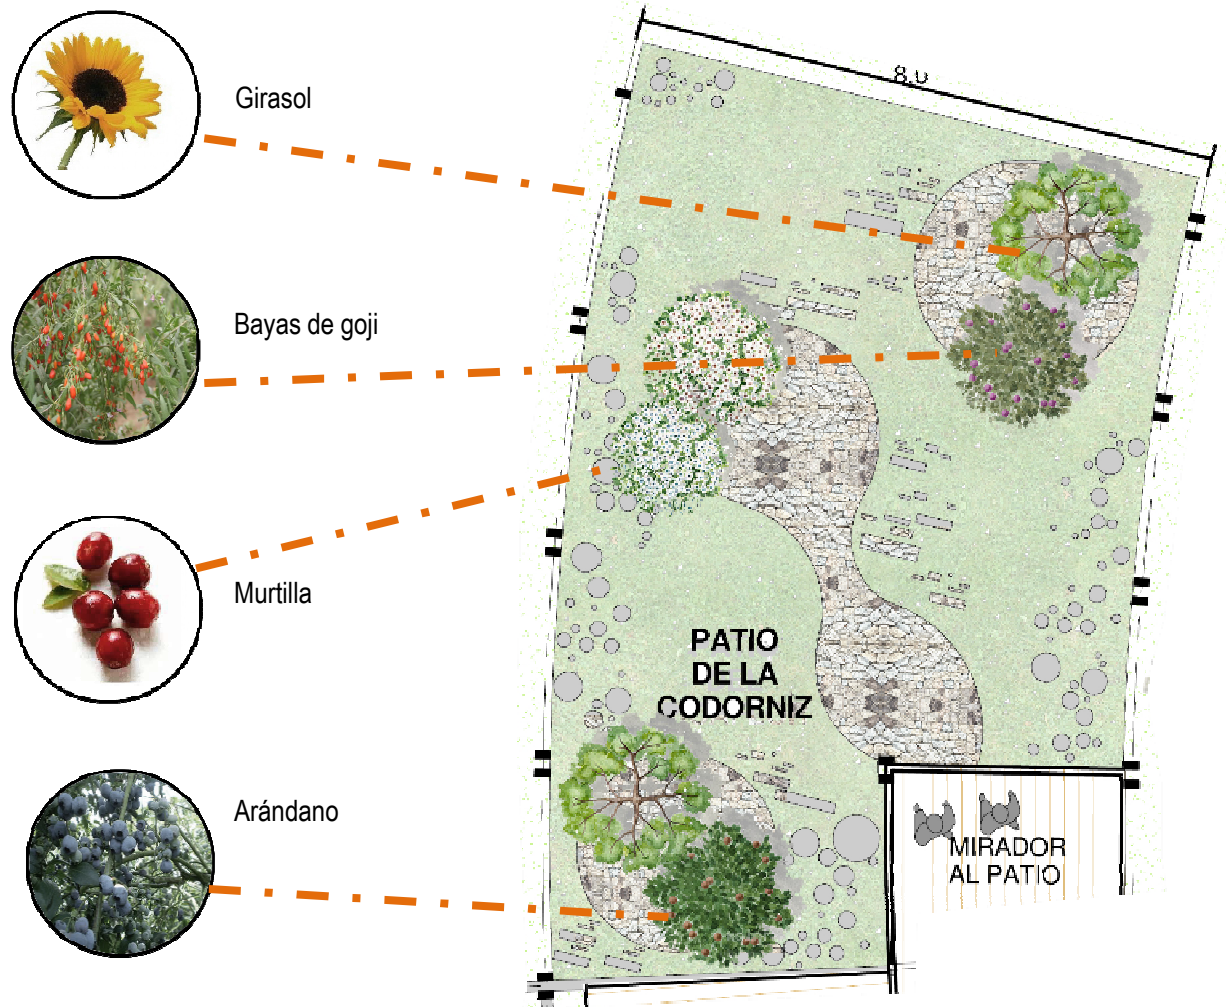 Girasol
Bayas de goji
Murtilla
Arándano
8.0
PATIO
DE LA
CODORNIZ
MIRADOR
AL PATIO